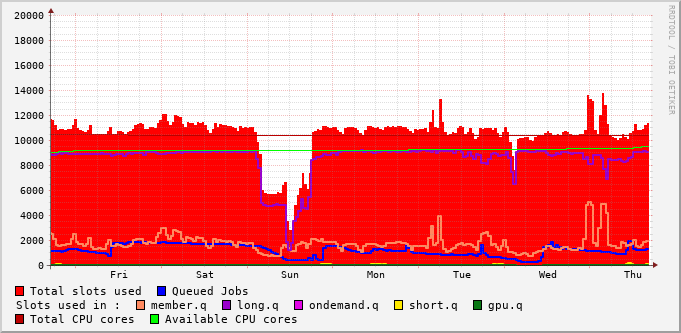 20000
18000
16000
14000
12000
10000
8000
6000
4000
2000
0
Fri Sat Sun Mon Tue Wed Thu
RRDTOOL / TOBI OETIKER
Total slots used Queued Jobs
Slots used in : member.q long.q ondemand.q short.q gpu.q
Total CPU cores Available CPU cores